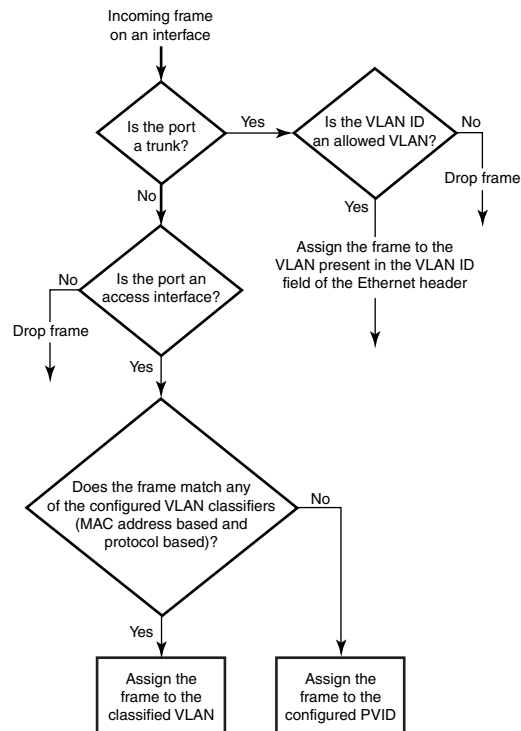 Incoming frame
on an interface
Is the port
a trunk?
Yes
Is the VLAN ID
an allowed VLAN?
No
Drop frame
Yes
Assign the frame to the
VLAN present in the VLAN ID
field of the Ethernet header
No
Is the port an
access interface?
No
Drop frame
Yes
Does the frame match any
of the configured VLAN classifiers
(MAC address based and
protocol based)?
No
Yes
Assign the
frame to the
classified VLAN
Assign the
frame to the
configured PVID